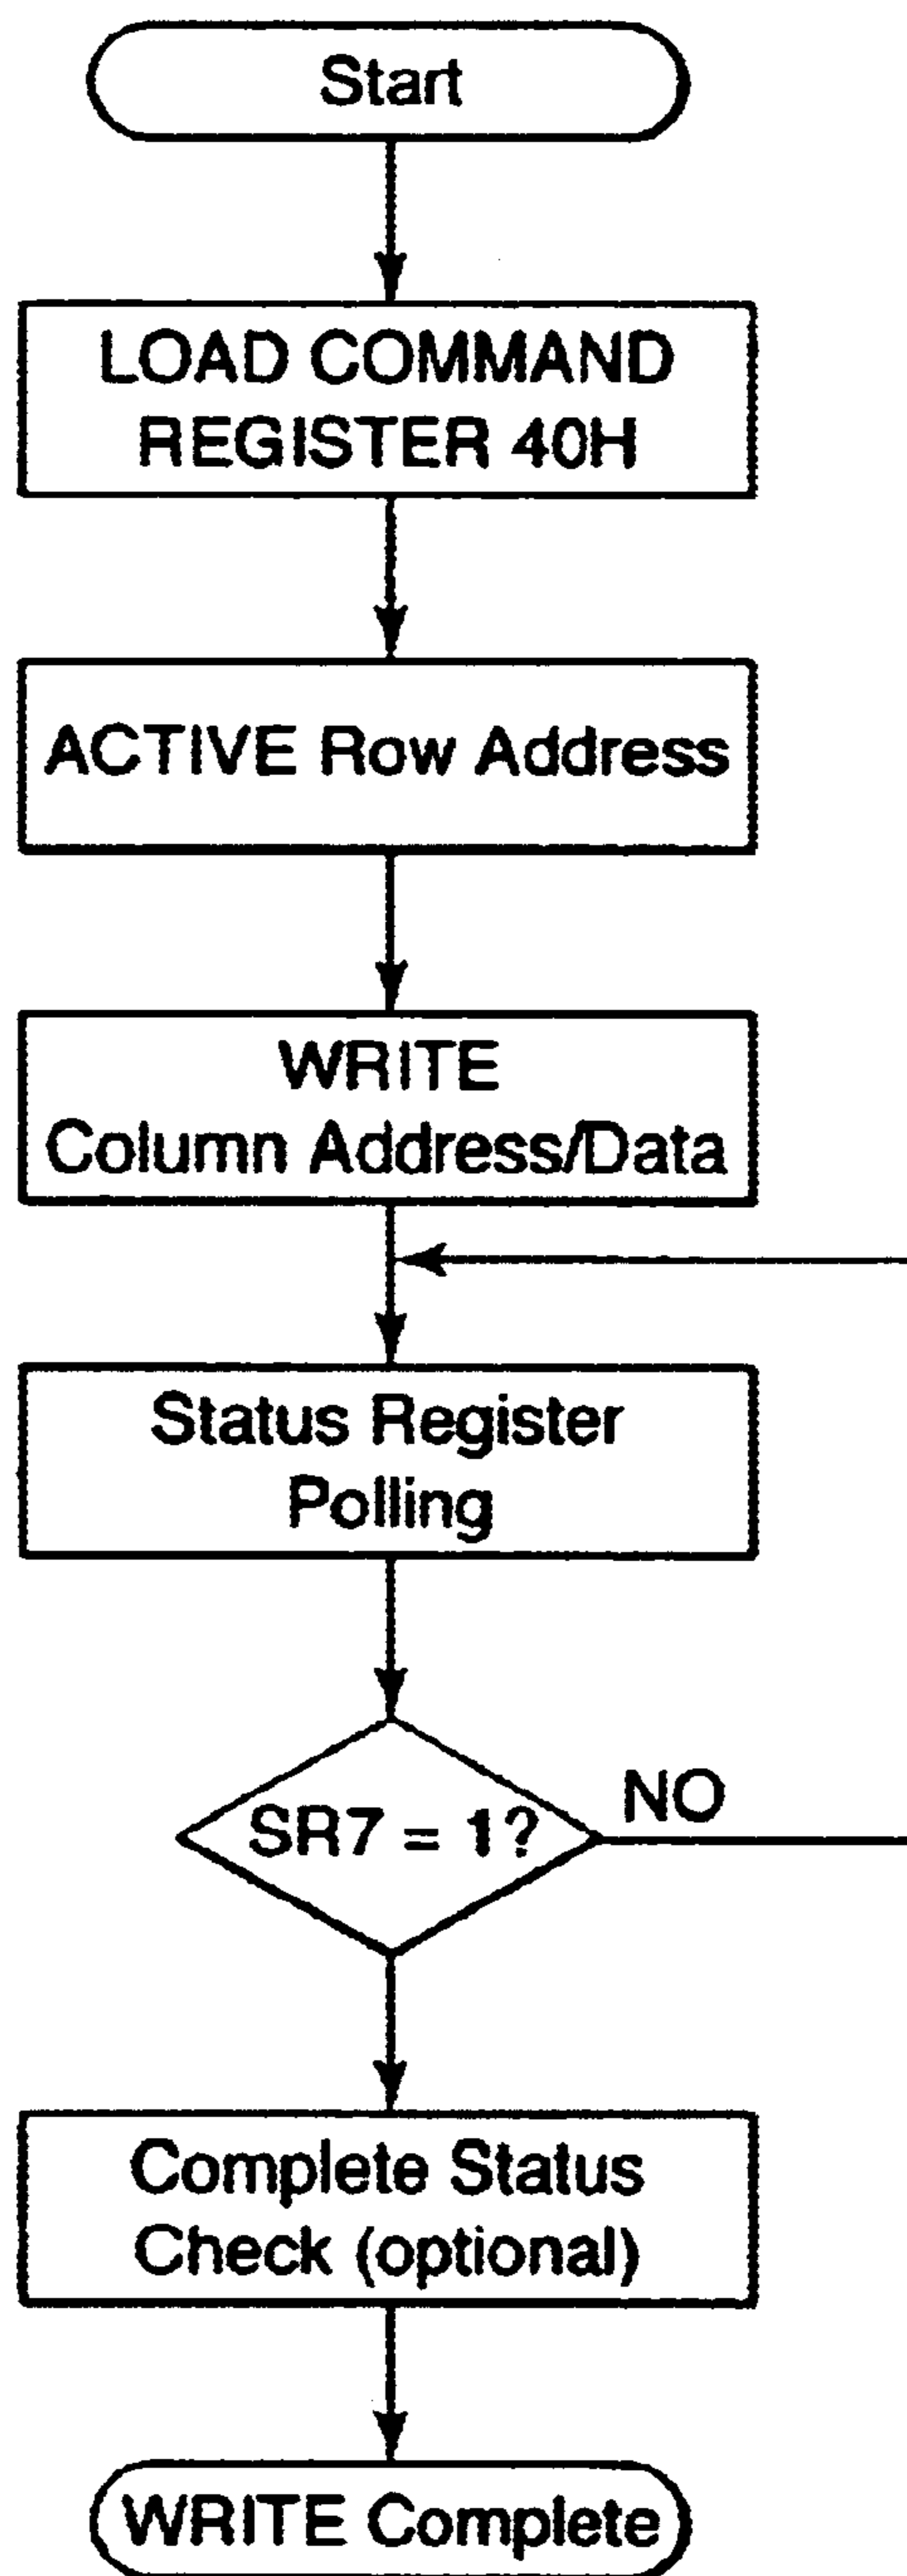 Start
LOAD COMMAND
REGISTER 40H
ACTIVE Row Address
WRITE
Column Address/Data
Status Register
Polling
SR7 = 1?
NO
Complete Status
Check (optional)
WRITE Complete